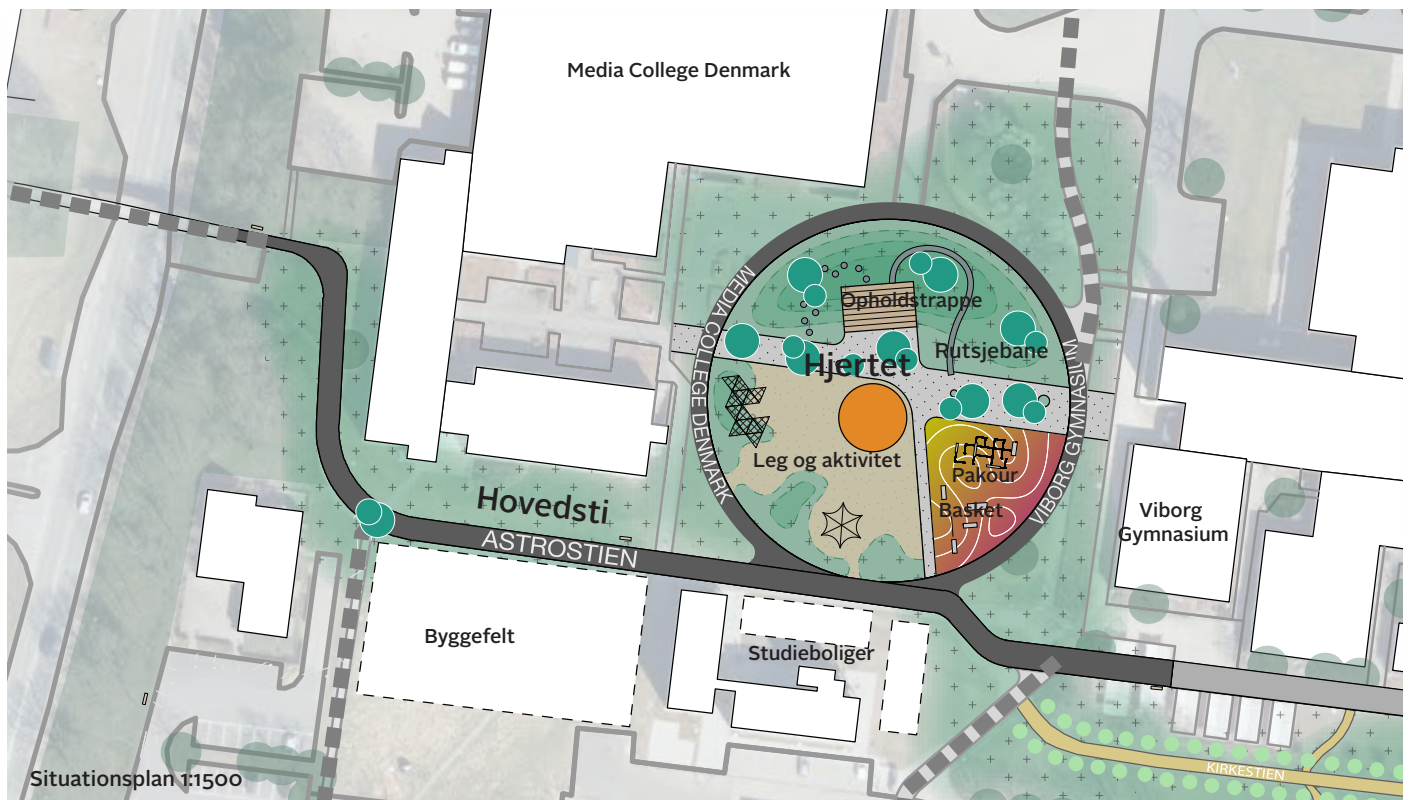 Media College Denmark
Opholdstrappe
MEDIA COLLEGE DENMARK
Hjertet
Rutsjebane
VIBORG GYMNASIUM
Leg og aktivitet
Pakour
Basket
Hovedsti
ASTROSTIEN
Viborg
Gymnasium
Byggefelt
Studieboliger
KIRKESTIEN
Situationsplan 1:1500